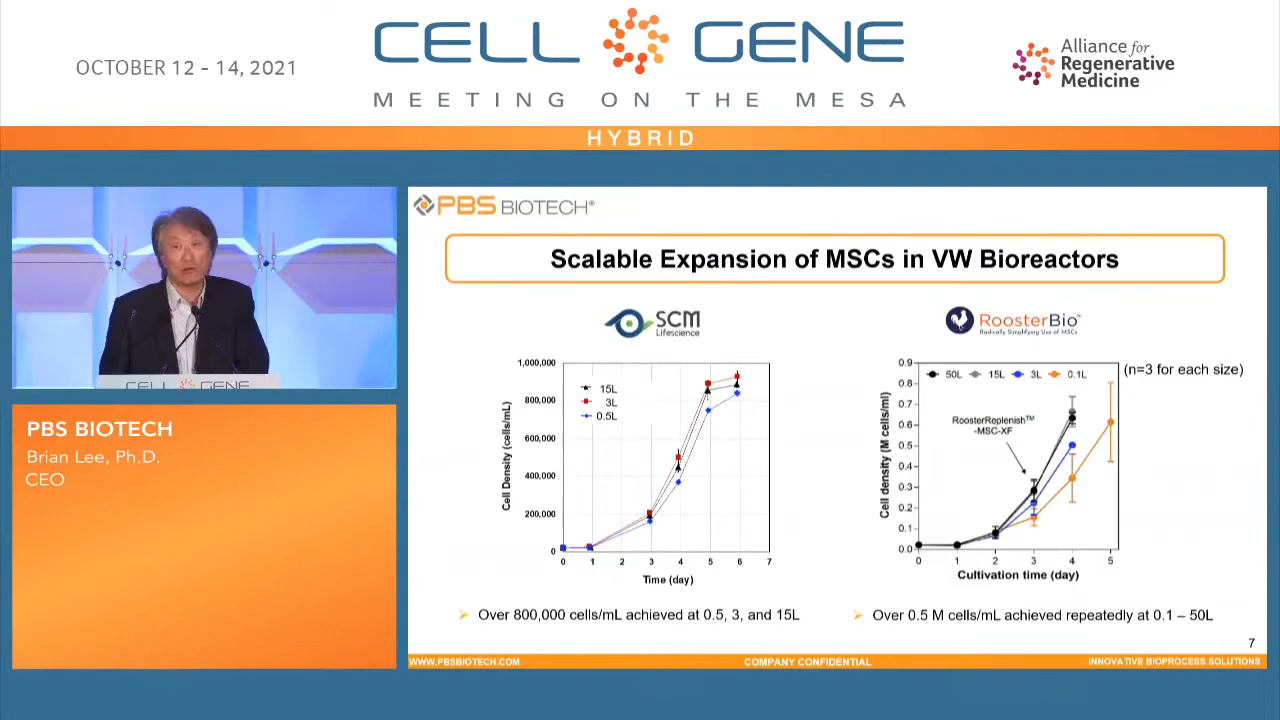 OCTOBER 12 - 14, 2021
CELL GENE
MEETING ON THE MESA
Alliance for
Regenerative
Medicine
HYBRID
CELL GENE
PBS BIOTECH
Brian Lee, Ph.D.
CEO
PBS BIOTECH®
Scalable Expansion of MSCs in VW Bioreactors
SCM
Lifescience
Cell Density (cells/mL)
1,000,000
800,000
600,000
400,000
200,000
0
15L
3L
0.5L
0 1 2 3 4 5 6 7
Time (day)
Over 800,000 cells/mL achieved at 0.5, 3, and 15L
RoosterBio®
Radically Simplifying Use of MSCs
Cell density (M cells/ml)
0.9
0.8
0.7
0.6
0.5
0.4
0.3
0.2
0.1
0.0
50L 15L 3L 0.1L
(n=3 for each size)
RoosterReplenish™
-MSC-XF
0 1 2 3 4 5
Cultivation time (day)
Over 0.5 M cells/mL achieved repeatedly at 0.1 – 50L
7
WWW.PBSBIOTECH.COM
COMPANY CONFIDENTIAL
INNOVATIVE BIOPROCESS SOLUTIONS